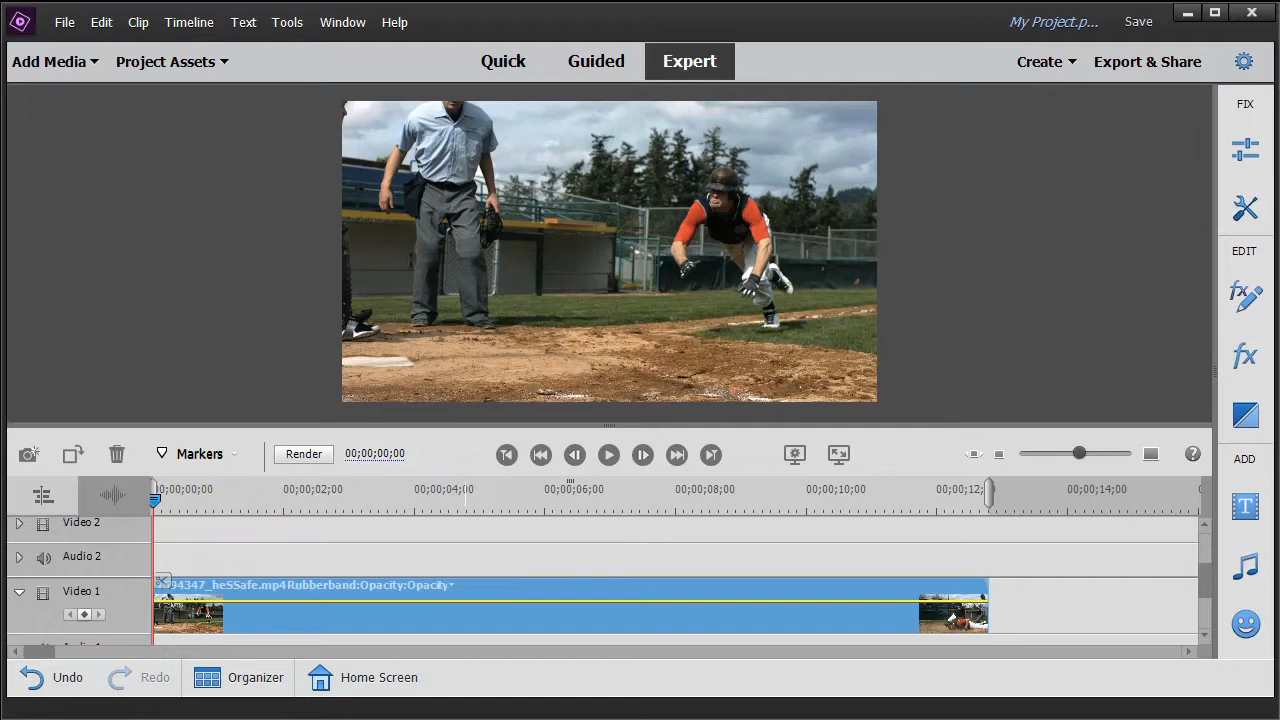 File Edit Clip Timeline Text Tools Window Help My Project.p... Save
Add Media Project Assets Quick Guided Expert Create Export & Share
FIX
EDIT
ADD
Markers Render 00;00;00;00
;00;00;00 00;00;02;00 00;00;04;00 00;00;06;00 00;00;08;00 00;00;10;00 00;00;12; 00;00;14;00
Video 2
Audio 2
Video 1 94347_heSSafe.mp4 Rubberband:Opacity:Opacity
Undo Redo Organizer Home Screen